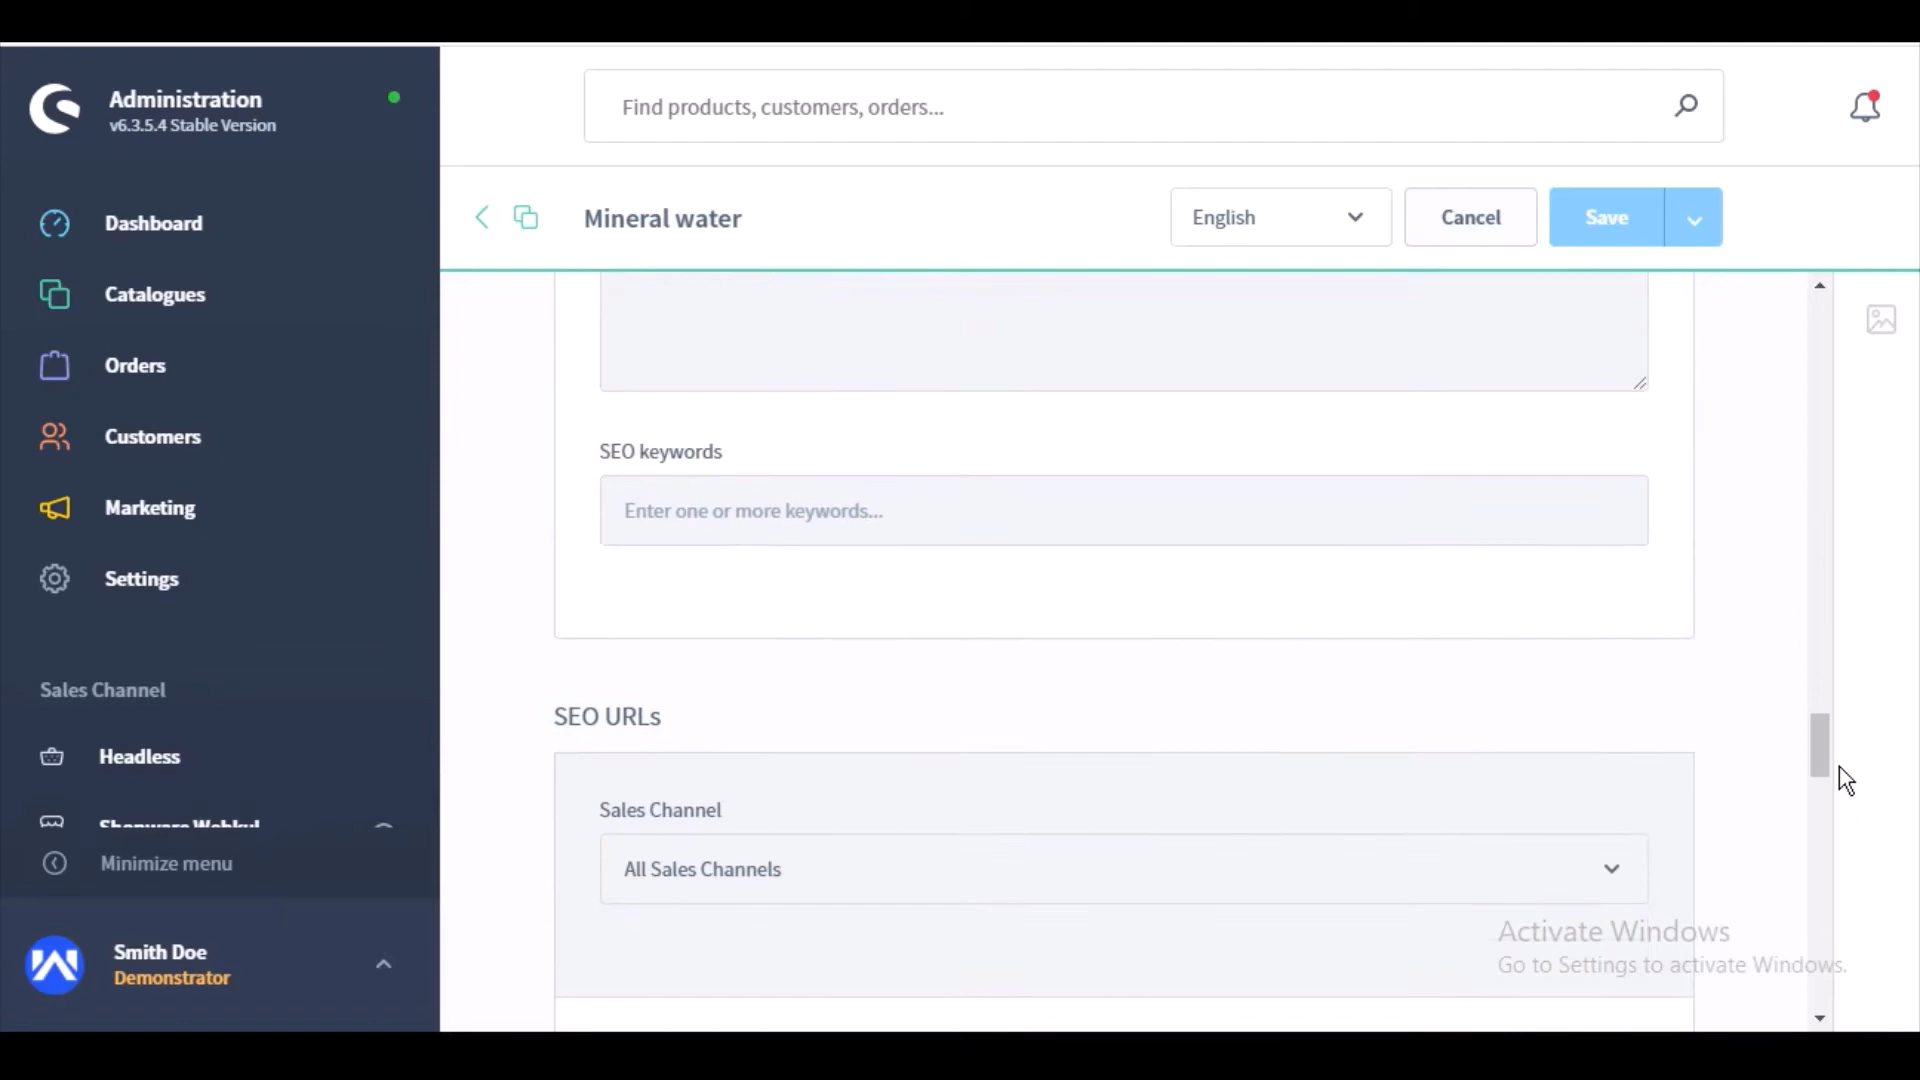 Administration
v6.3.5.4 Stable Version
Find products, customers, orders...
Mineral water
English
Cancel
Save
Dashboard
Catalogues
Orders
Customers
Marketing
Settings
Sales Channel
Headless
Shopware Webkul
Minimize menu
Smith Doe
Demonstrator
SEO keywords
Enter one or more keywords...
SEO URLs
Sales Channel
All Sales Channels
Activate Windows
Go to Settings to activate Windows.